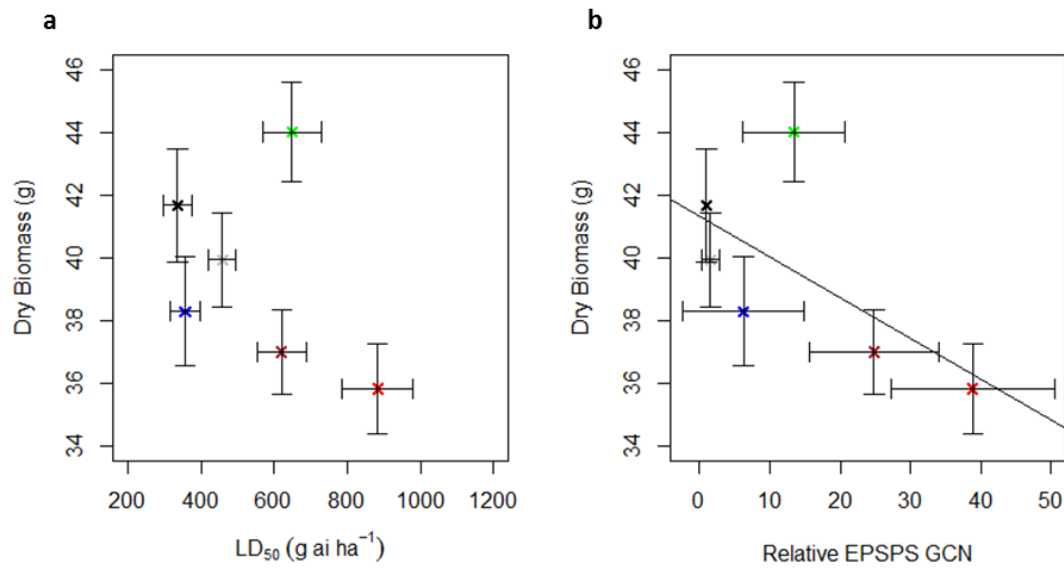 a
46
44
42
40
38
36
34
Dry Biomass (g)
200 400 600 800 1000 1200
LD₅₀ (g ai ha⁻¹)
b
46
44
42
40
38
36
34
Dry Biomass (g)
0 10 20 30 40 50
Relative EPSPS GCN